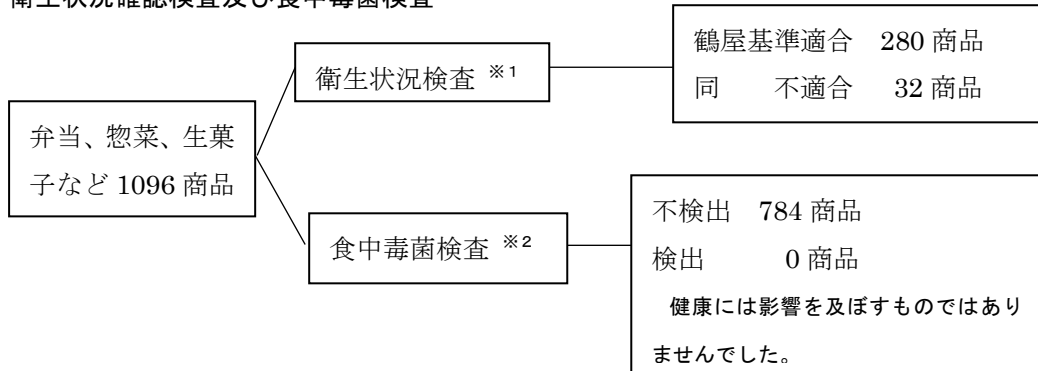 衛生状況確認検査及び食中毒菌検査
弁当、惣菜、生菓
子など 1096 商品
衛生状況検査 ※1
鶴屋基準適合 280 商品
同 不適合 32 商品
食中毒菌検査 ※2
不検出 784 商品
検出 0 商品
健康には影響を及ぼすものではあり
ませんでした。